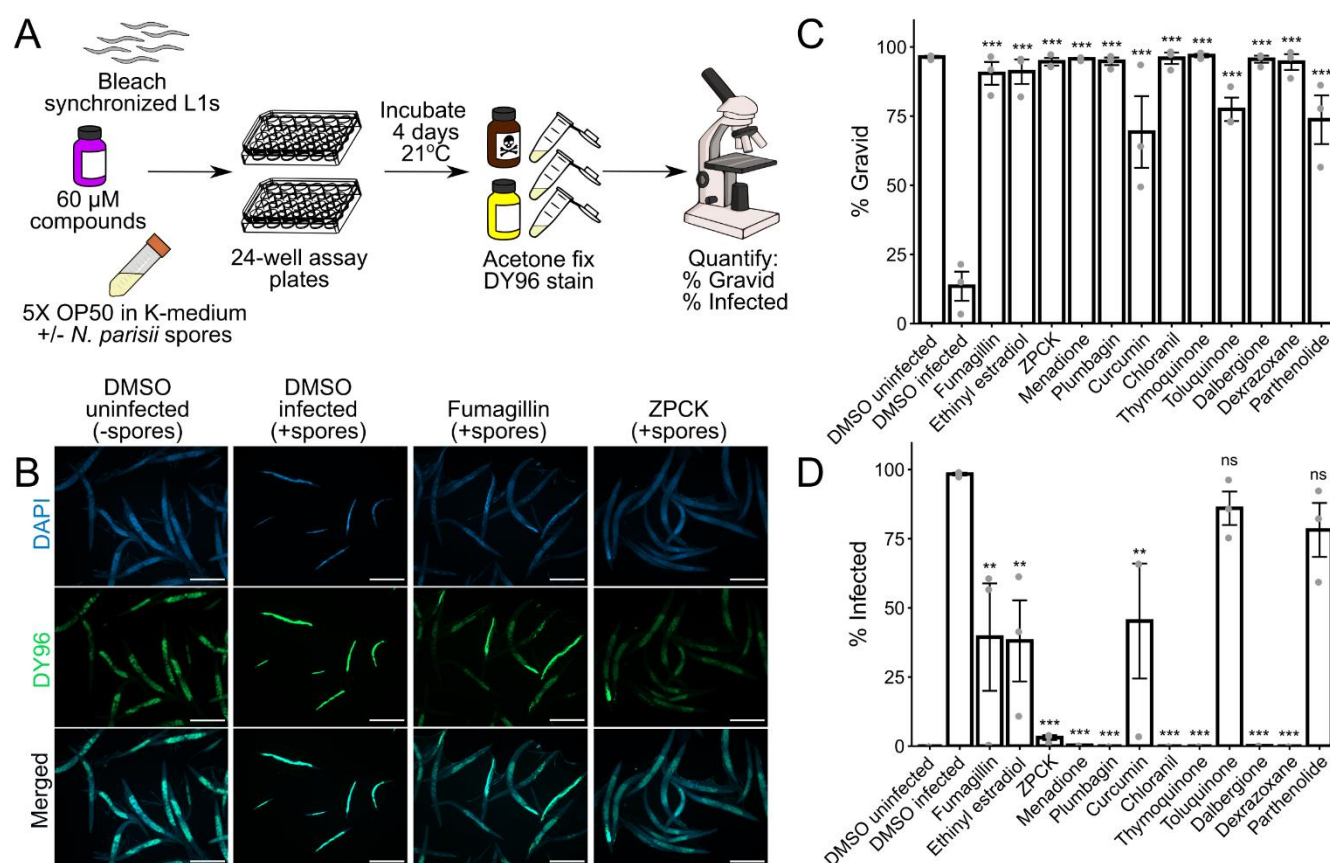 A
Bleach
synchronized L1s
60 µM
compounds
5X OP50 in K-medium
+/- N. parisii spores
24-well assay
plates
Incubate
4 days
21ºC
Acetone fix
DY96 stain
Quantify:
% Gravid
% Infected
B
DMSO
uninfected
(-spores)
DMSO
infected
(+spores)
Fumagillin
(+spores)
ZPCK
(+spores)
DAPI
DY96
Merged
C
% Gravid
100
75
50
25
0
*** *** *** *** *** *** *** *** *** *** *** ***
DMSO uninfected
DMSO infected
Fumagillin
Ethinyl estradiol
ZPCK
Menadione
Plumbagin
Curcumin
Chloranil
Thymoquinone
Toluquinone
Dalbergione
Dexrazoxane
Parthenolide
D
% Infected
100
75
50
25
0
** ** *** *** *** ** *** *** ns *** *** ns
DMSO uninfected
DMSO infected
Fumagillin
Ethinyl estradiol
ZPCK
Menadione
Plumbagin
Curcumin
Chloranil
Thymoquinone
Toluquinone
Dalbergione
Dexrazoxane
Parthenolide